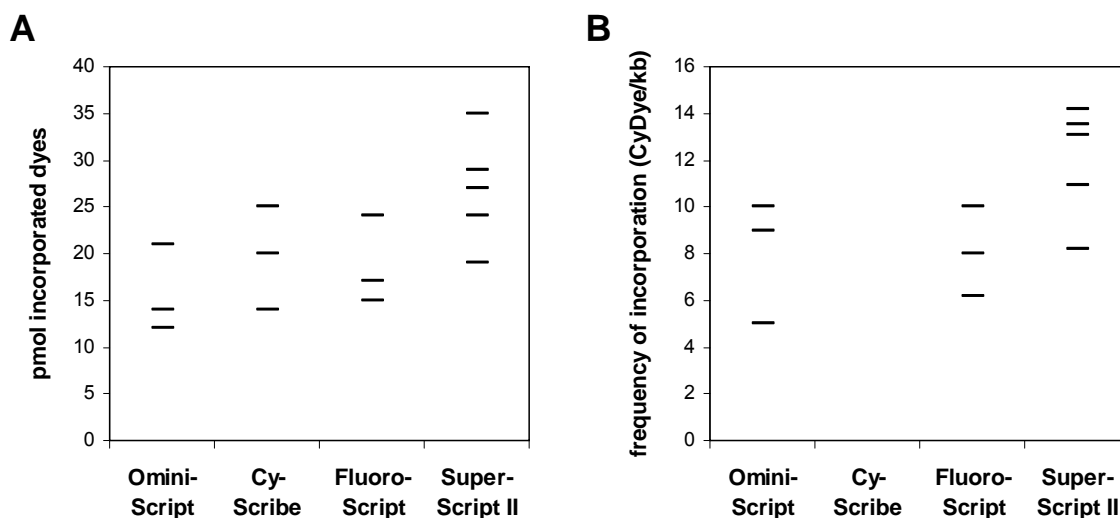 A
pmol incorporated dyes
40
35
30
25
20
15
10
5
0
Omini- Cy- Fluoro- Super-
Script Scribe Script Script II
B
frequency of incorporation (CyDye/kb)
16
14
12
10
8
6
4
2
0
Omini- Cy- Fluoro- Super-
Script Scribe Script Script II